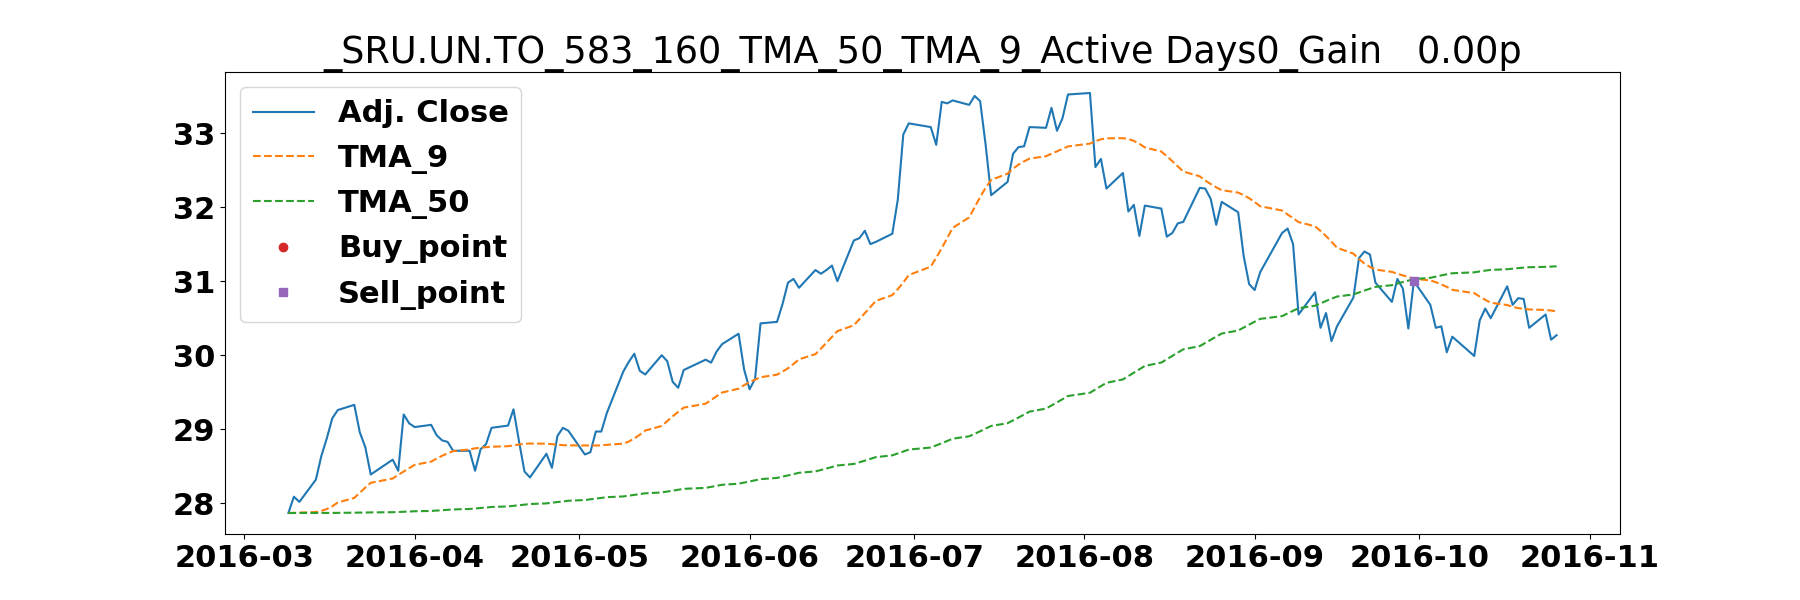 _SRU.UN.TO_583_160_TMA_50_TMA_9_Active Days0_Gain   0.00p
Adj. Close
TMA_9
TMA_50
Buy_point
Sell_point
33
32
31
30
29
28
2016-03 2016-04 2016-05 2016-06 2016-07 2016-08 2016-09 2016-10 2016-11